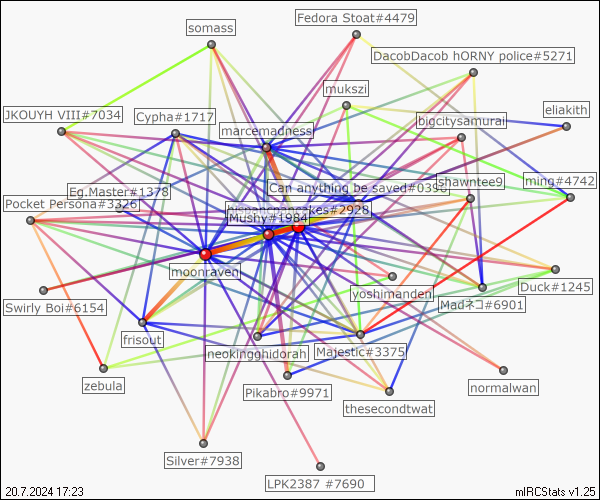 Fedora Stoat#4479
somass
DacobDacob hORNY police#5271
mukszi
JKOUYH VIII#7034
Cypha#1717
eliakith
bigcitysamurai
marcemadness
Can anything be saved#0396
shawntee9
ming#4742
Eg.Master#1378
Pocket Persona#3326
hispanicpancakes#2928
Mushy#1984
moonraven
yoshimanden
Duck#1245
Swirly Boi#6154
Madネコ#6901
frisout
neokingghidorah
Majestic#3375
zebula
Pikabro#9971
normalwan
thesecondtwat
Silver#7938
LPK2387 #7690
20.7.2024 17:23
mIRCStats v1.25